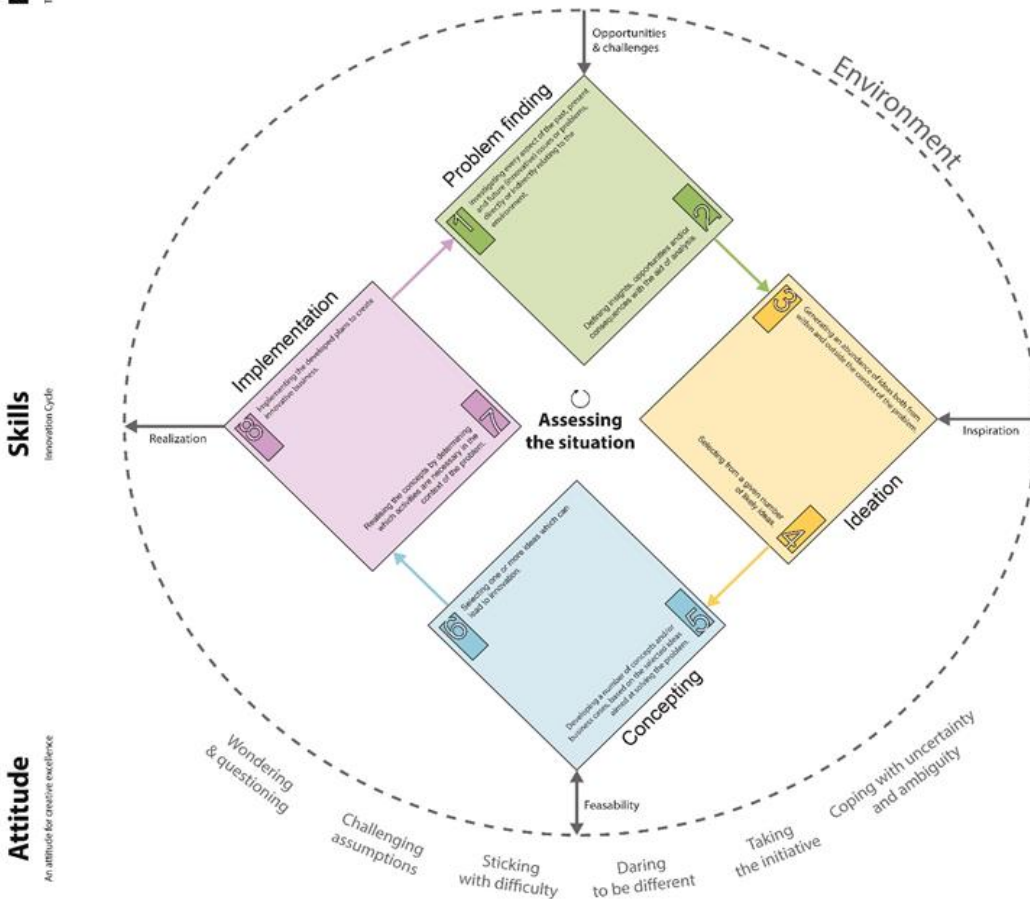 Opportunities
& challenges
Environment
Problem finding
1
Investigating every aspect of the past, present
and future (innovative) issues or problems,
directly or indirectly relating to the
environment.
2
Defining insights, opportunities and/or
consequences with the aid of analysis.
3
Generating an abundance of ideas both from
within and outside the context of the problem.
4
Selecting from a given number
of likely ideas.
Ideation
Inspiration
Assessing
the situation
Implementation
8
Implementing the developed plans to create
innovative business.
7
Realising the concepts by determining
which activities are necessary in the
context of the problem.
Realization
6
Selecting one or more ideas which can
lead to innovation.
5
Developing a number of concepts and/or
business cases, based on the selected ideas
aimed at solving the problem.
Concepting
Feasability
Skills
Innovation Cycle
Attitude
An attitude for creative excellence
Wondering
& questioning
Challenging
assumptions
Sticking
with difficulty
Daring
to be different
Taking
the initiative
Coping with uncertainty
and ambiguity